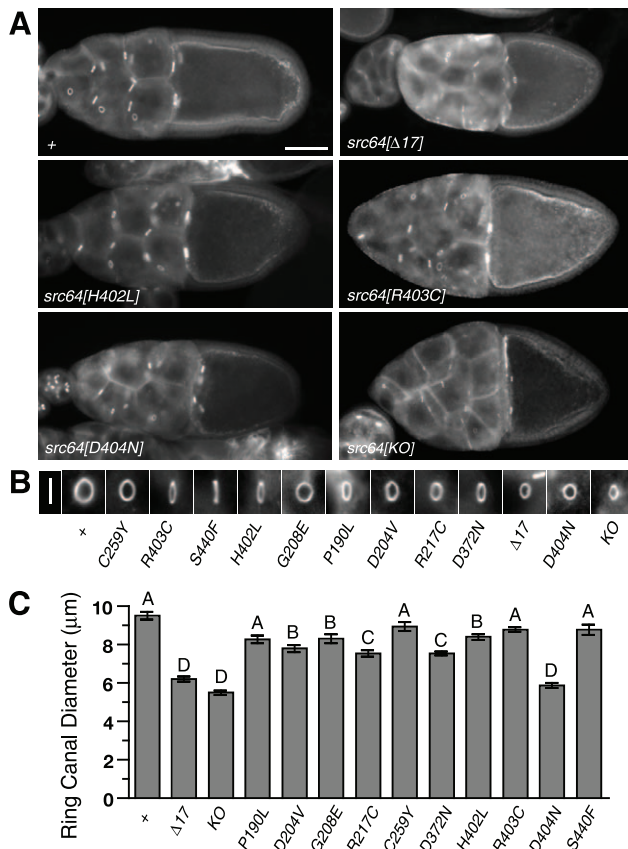 A
+
src64[Δ17]
src64[H402L]
src64[R403C]
src64[D404N]
src64[KO]
B
+ C259Y R403C S440F H402L G208E P190L D204V R217C D372N Δ17 D404N KO
C
Ring Canal Diameter (μm)
10
8
6
4
2
0
A D D A B B C A C B A D A
+ Δ17 KO P190L D204V G208E R217C C259Y D372N H402L R403C D404N S440F